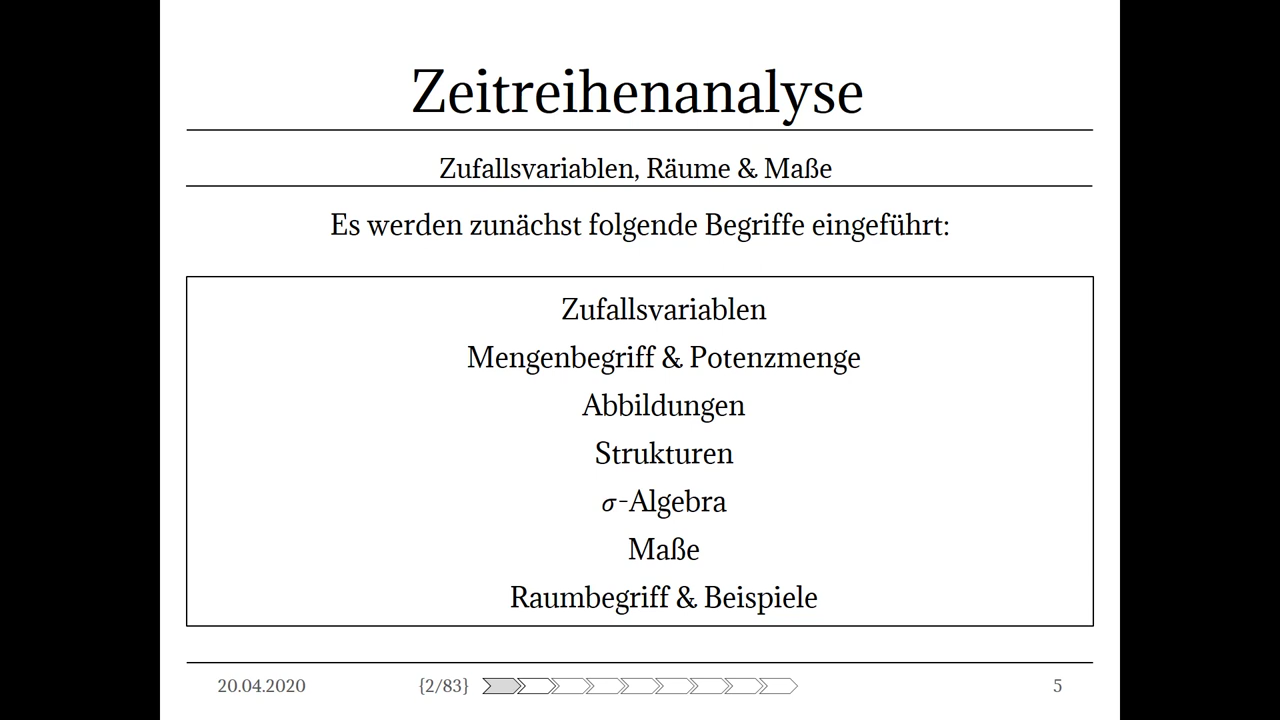 Zeitreihenanalyse
Zufallsvariablen, Räume & Maße
Es werden zunächst folgende Begriffe eingeführt:
Zufallsvariablen
Mengenbegriff & Potenzmenge
Abbildungen
Strukturen
σ-Algebra
Maße
Raumbegriff & Beispiele
20.04.2020 {2/83} 5